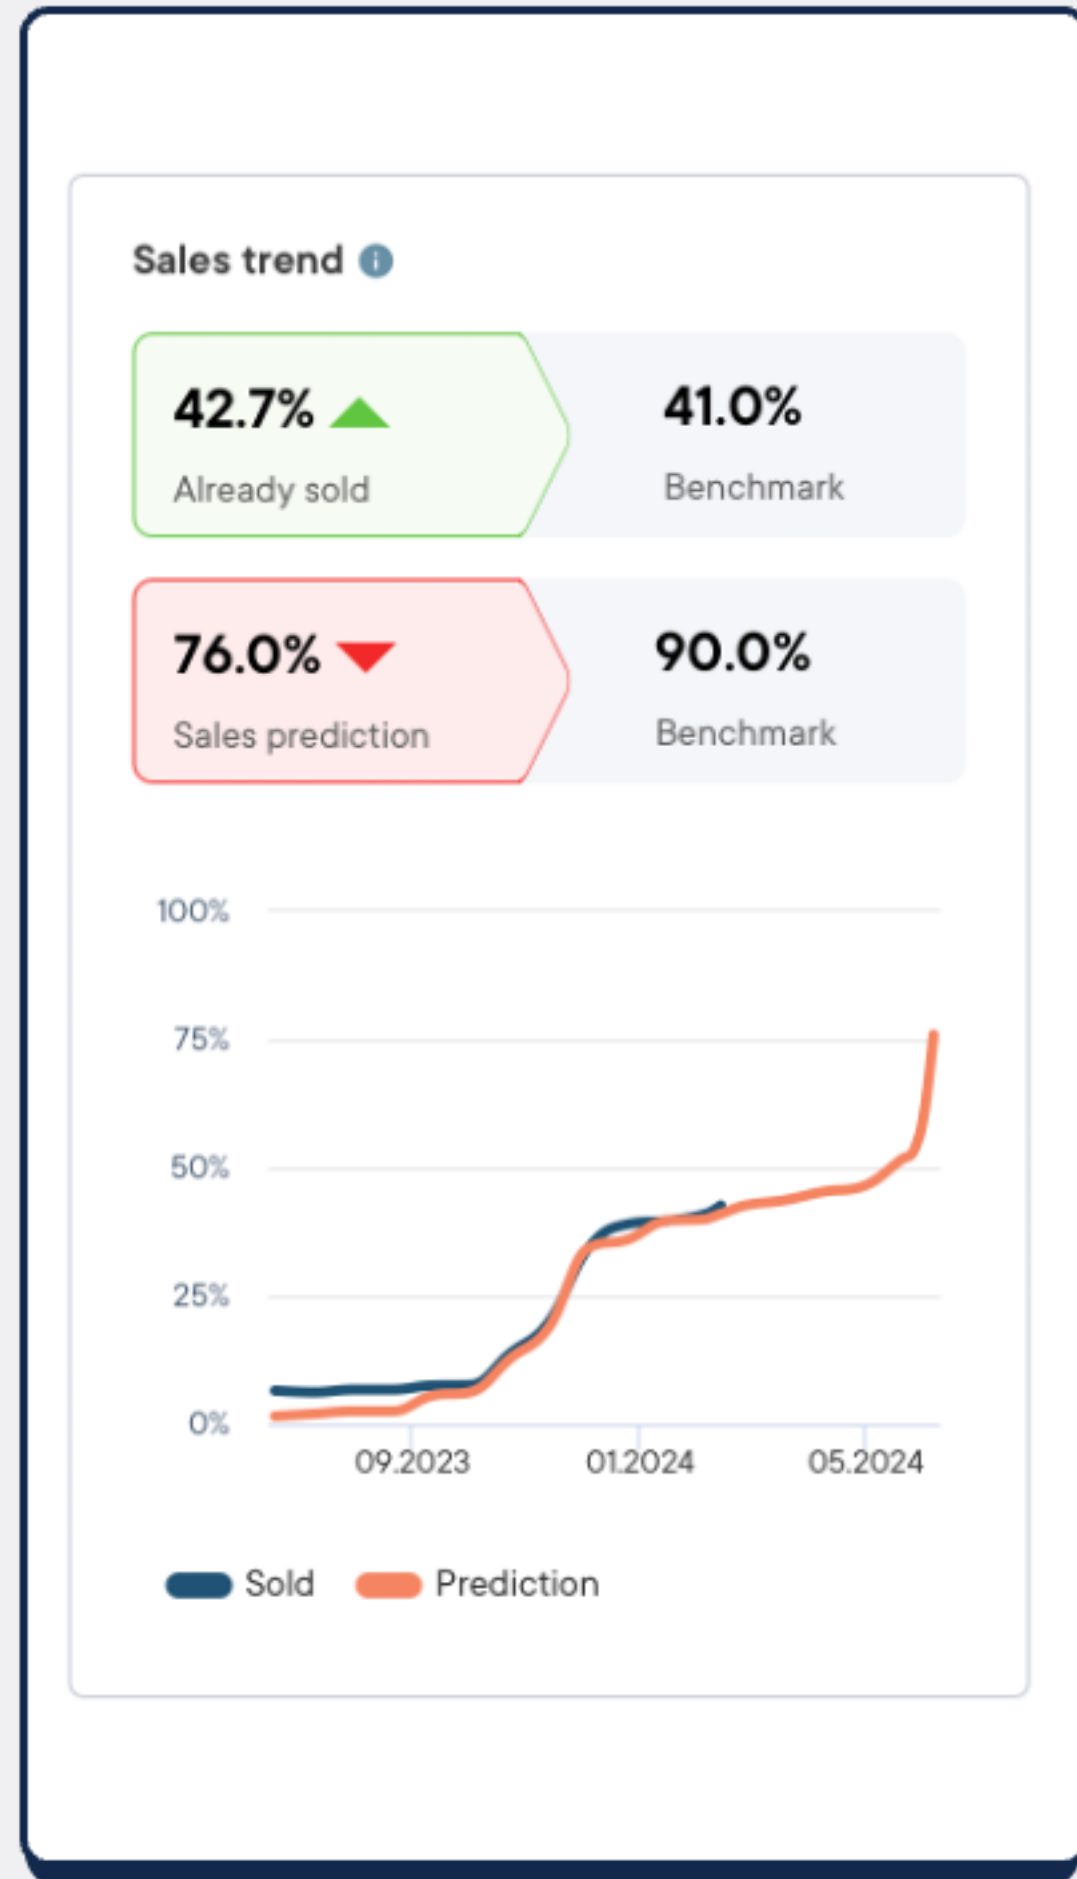 Sales trend
42.7%
Already sold
41.0%
Benchmark
76.0%
Sales prediction
90.0%
Benchmark
100%
75%
50%
25%
0%
09.2023 01.2024 05.2024
Sold Prediction